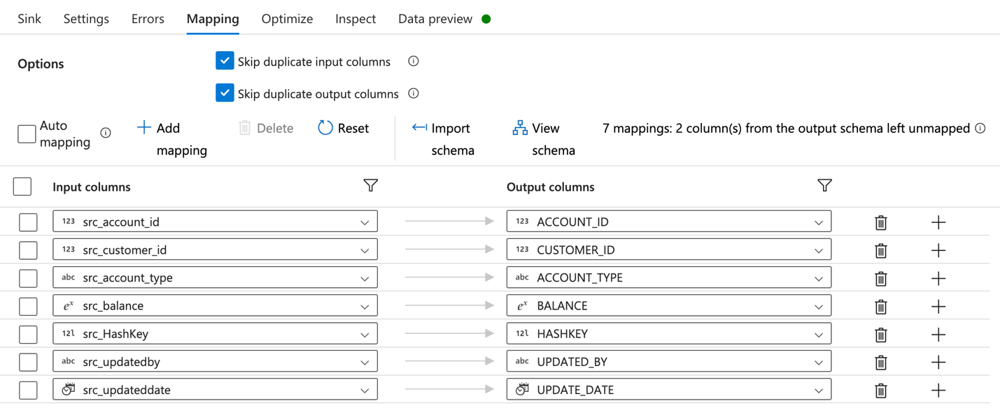 Sink Settings Errors Mapping Optimize Inspect Data preview
Options
Skip duplicate input columns
Skip duplicate output columns
Auto mapping
Add mapping
Delete
Reset
Import schema
View schema
7 mappings: 2 column(s) from the output schema left unmapped
Input columns Output columns
123 src_account_id 123 ACCOUNT_ID
123 src_customer_id 123 CUSTOMER_ID
abc src_account_type abc ACCOUNT_TYPE
eˣ src_balance eˣ BALANCE
12l src_HashKey 12l HASHKEY
abc src_updatedby abc UPDATED_BY
src_updateddate UPDATE_DATE